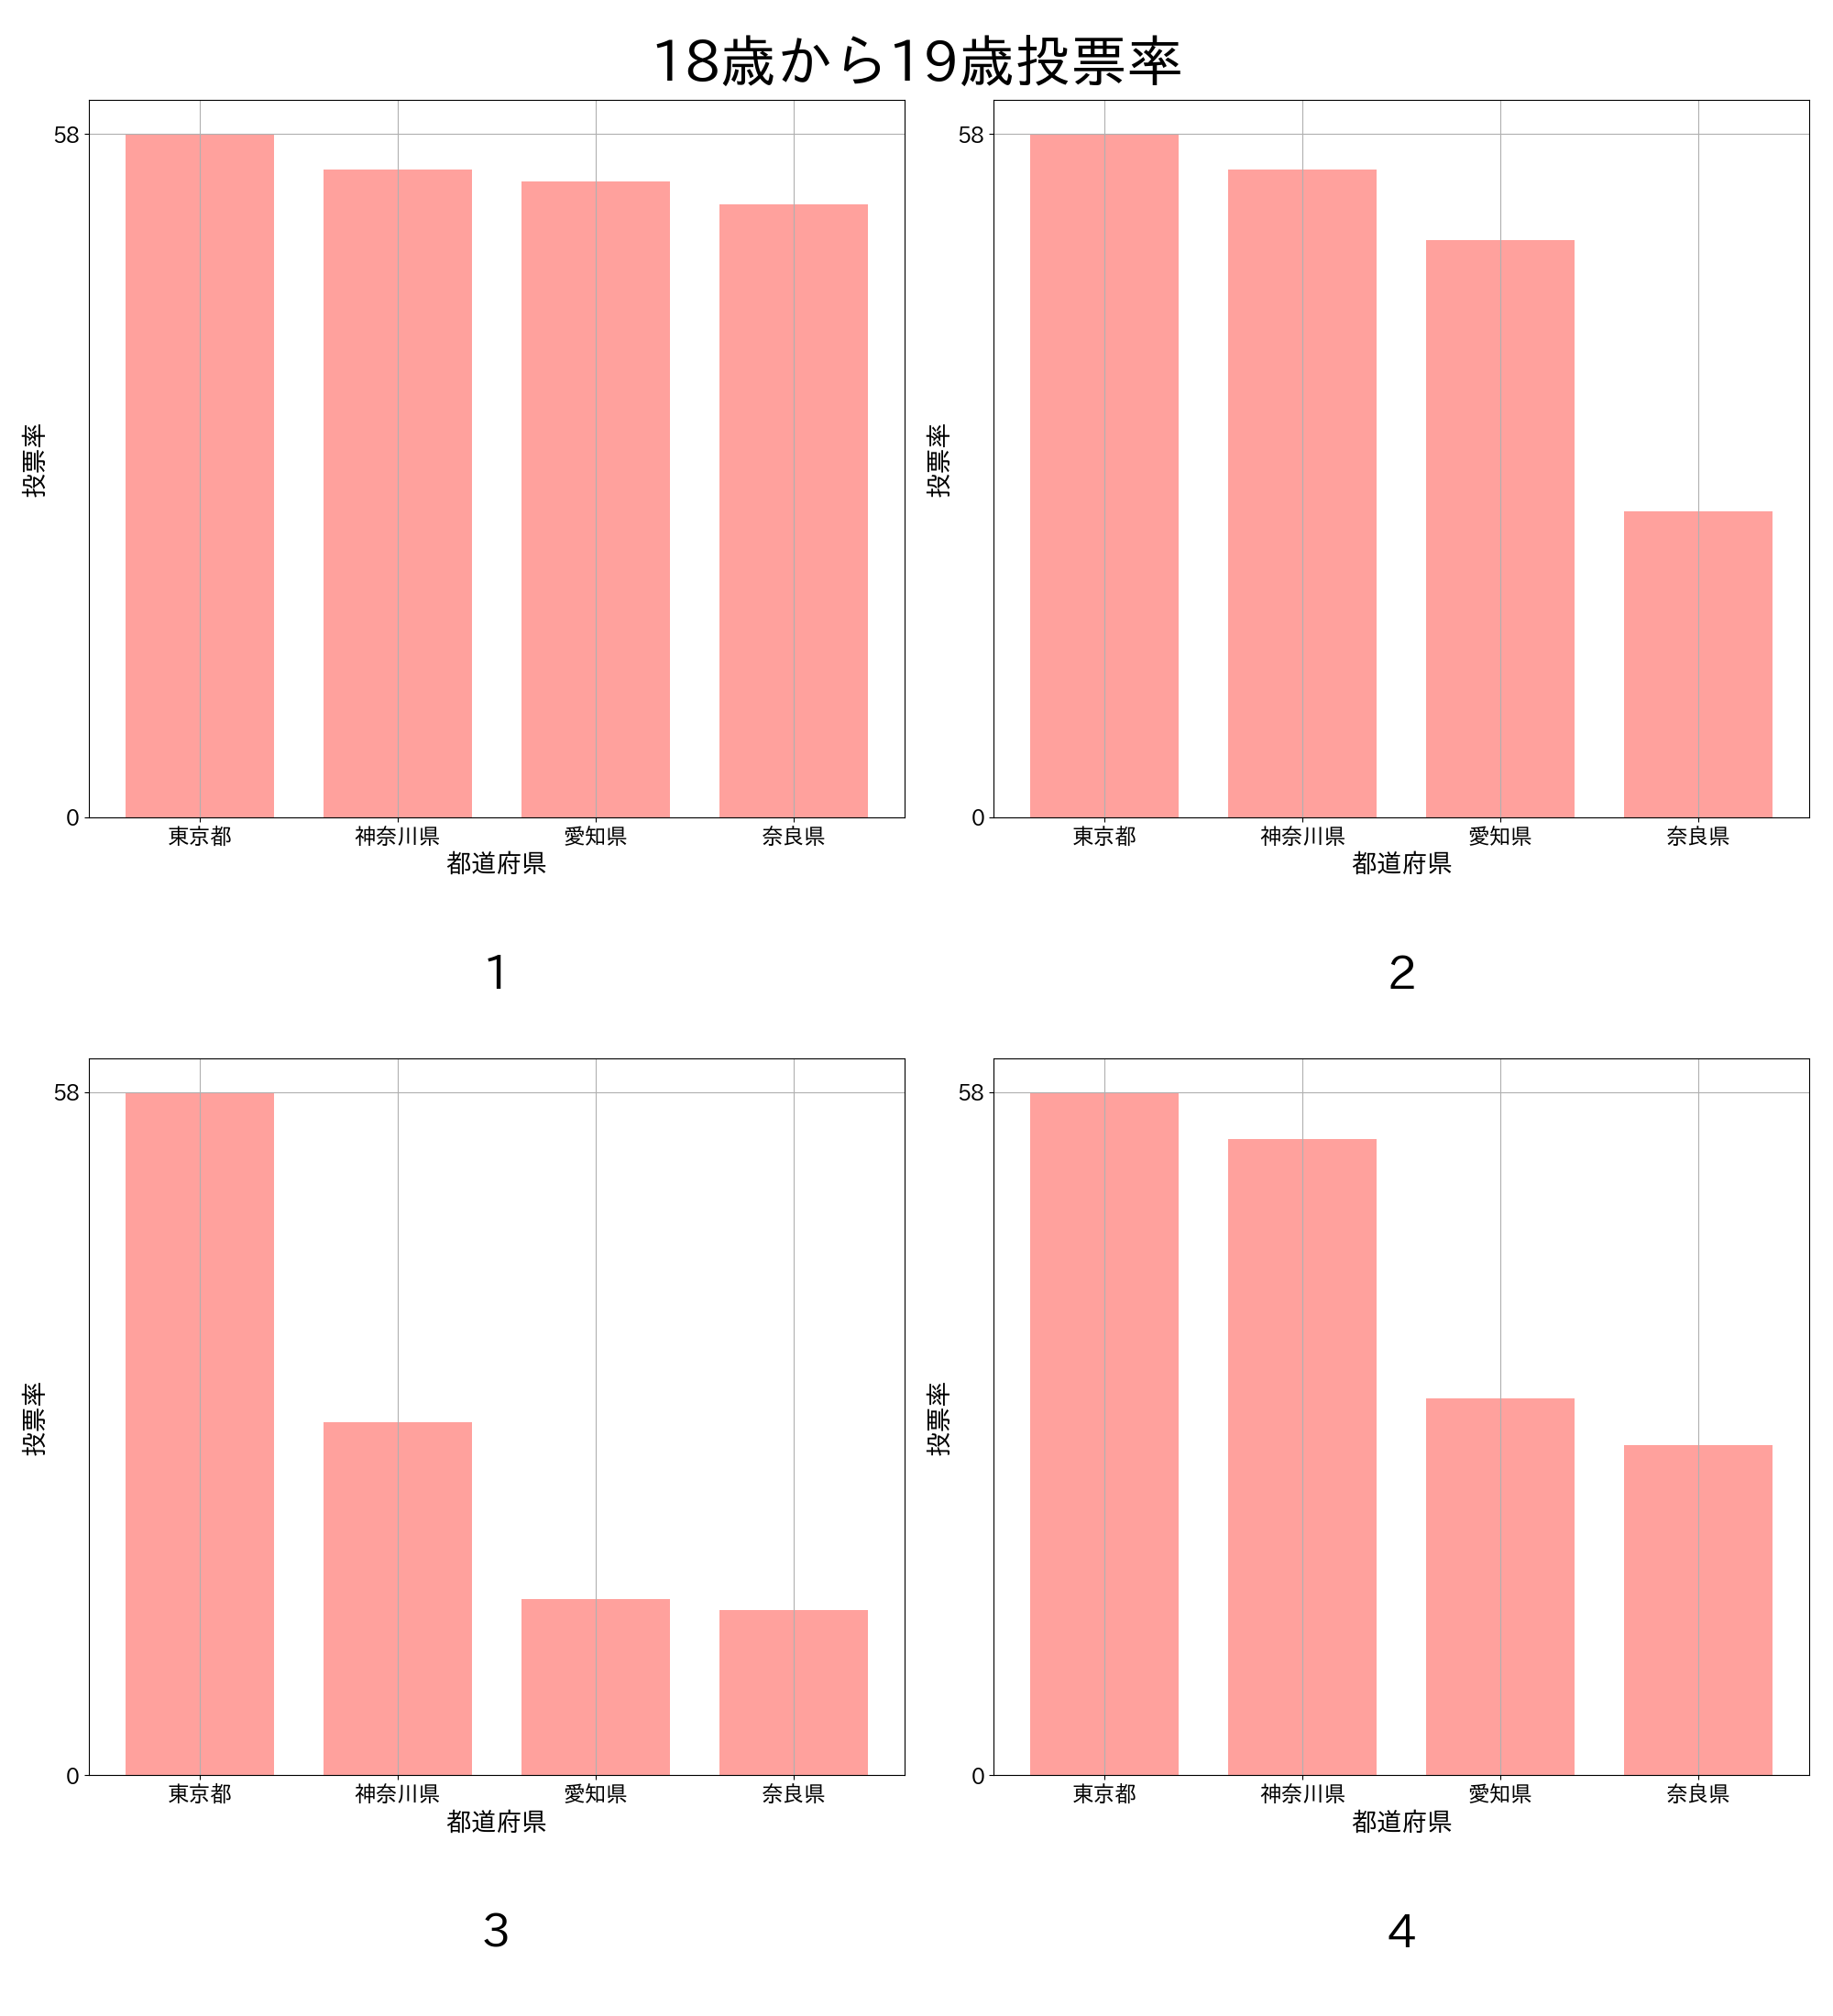 18歳から19歳投票率
58
0
投票率
東京都 神奈川県 愛知県 奈良県
都道府県
1
58
0
投票率
東京都 神奈川県 愛知県 奈良県
都道府県
2
58
0
投票率
東京都 神奈川県 愛知県 奈良県
都道府県
3
58
0
投票率
東京都 神奈川県 愛知県 奈良県
都道府県
4